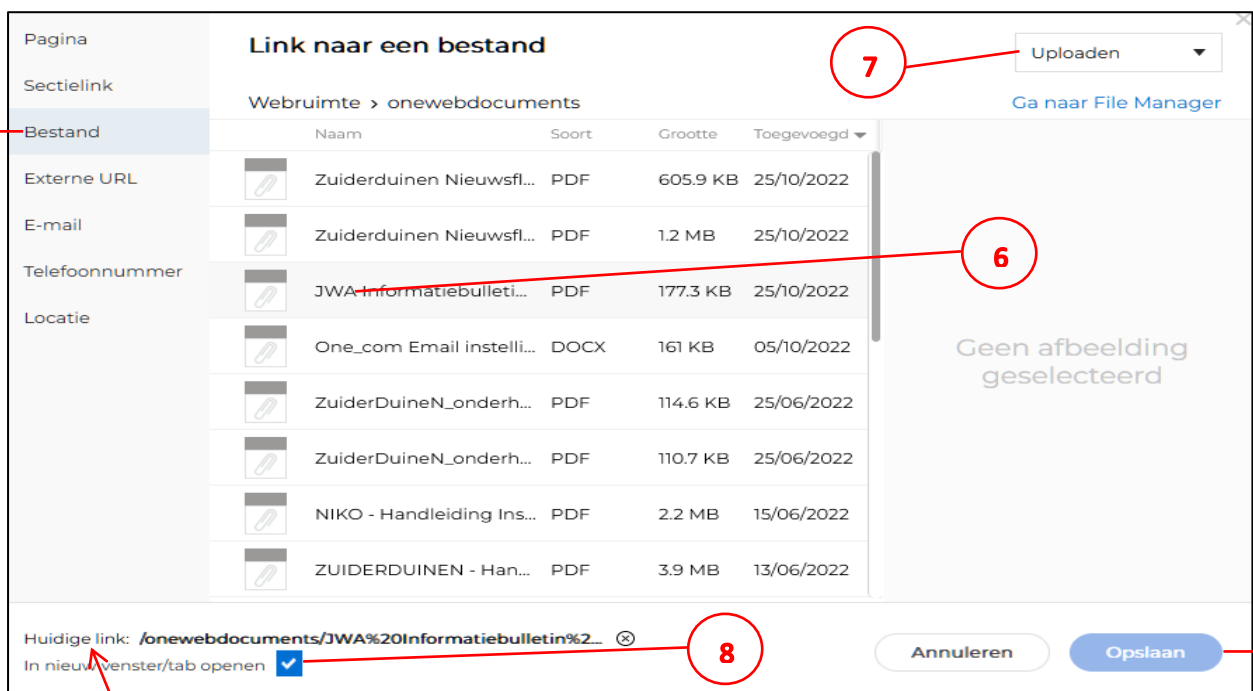 Pagina
Sectielink
Bestand
Externe URL
E-mail
Telefoonnummer
Locatie
Link naar een bestand
7
Uploaden
Webruimte > onewebdocuments
Ga naar File Manager
Naam Soort Grootte Toegevoegd
Zuiderduinen Nieuwsfl... PDF 605.9 KB 25/10/2022
Zuiderduinen Nieuwsfl... PDF 1.2 MB 25/10/2022
6
JWA Informatiebulleti... PDF 177.3 KB 25/10/2022
One_com Email instelli... DOCX 161 KB 05/10/2022
ZuiderDuineN_onderh... PDF 114.6 KB 25/06/2022
ZuiderDuineN_onderh... PDF 110.7 KB 25/06/2022
NIKO - Handleiding Ins... PDF 2.2 MB 15/06/2022
ZUIDERDUINEN - Han... PDF 3.9 MB 13/06/2022
Geen afbeelding
geselecteerd
Huidige link: /onewebdocuments/JWA%20Informatiebulletin%2...
In nieuw venster/tab openen
8
Annuleren
Opslaan